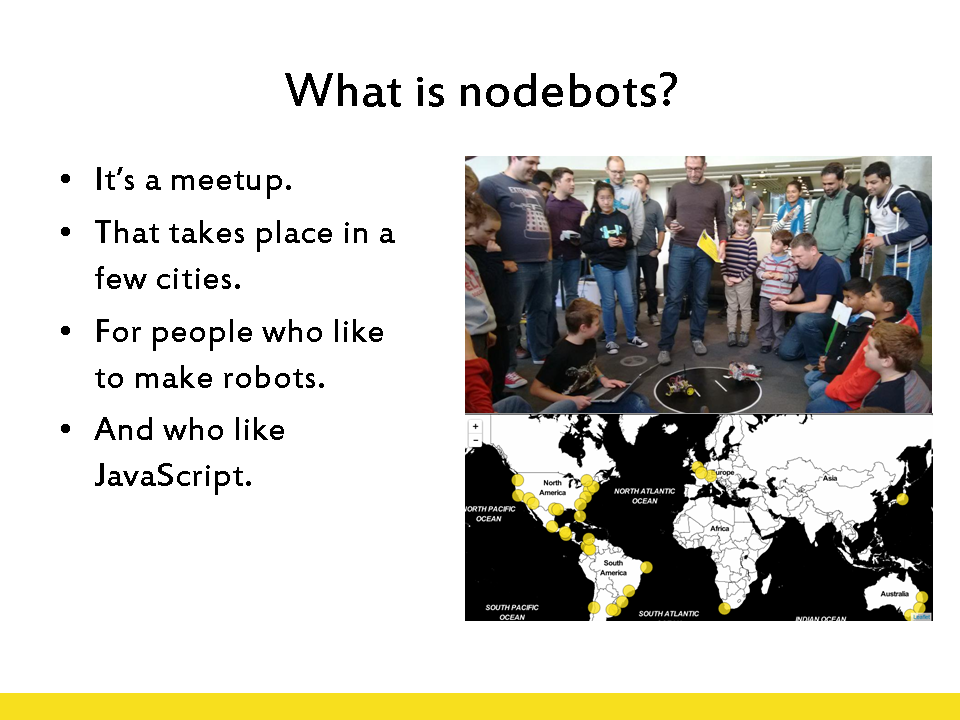 What is nodebots?
• It's a meetup.
• That takes place in a
few cities.
• For people who like
to make robots.
• And who like
JavaScript.
+
−
North
America
NORTH ATLANTIC
OCEAN
NORTH PACIFIC
OCEAN
Europe
Asia
Africa
South
America
Australia
SOUTH PACIFIC
OCEAN
SOUTH ATLANTIC
INDIAN OCEAN
Leaflet